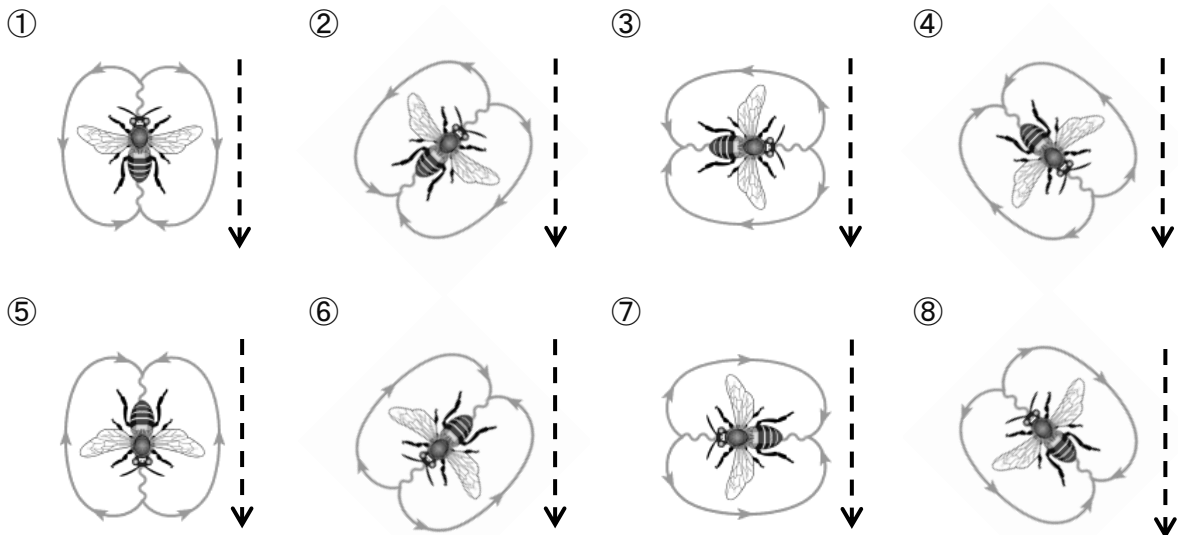 ① ② ③ ④
⑤ ⑥ ⑦ ⑧